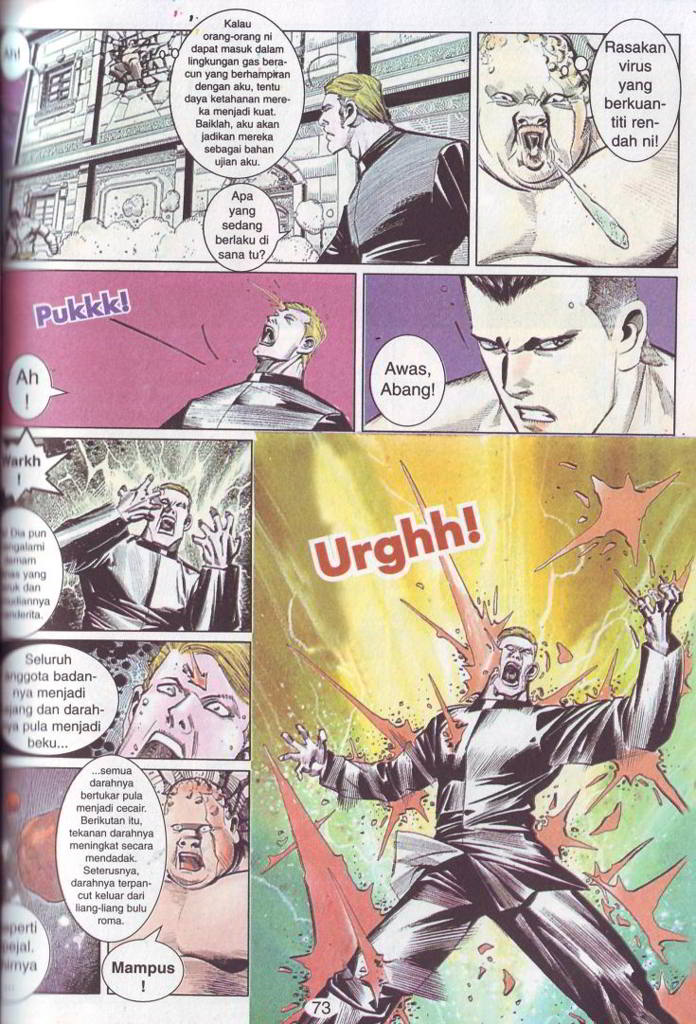 Ah!
Kalau
orang-orang ni
dapat masuk dalam
lingkungan gas bera-
cun yang berhampiran
dengan aku, tentu
daya ketahanan mere-
ka menjadi kuat.
Baiklah, aku akan
jadikan mereka
sebagai bahan
ujian aku.
Apa
yang
sedang
berlaku di
sana tu?
Rasakan
virus
yang
berkuan-
titi ren-
dah ni!
Pukkk!
Ah
!
Awas,
Abang!
Warkh
!
Dia pun
yang
dan
Urghh!
Seluruh
anggota badan-
nya menjadi
dan darah-
nya pula menjadi
beku...
...semua
darahnya
bertukar pula
menjadi cecair.
Berikutan itu,
tekanan darahnya
meningkat secara
mendadak.
Seterusnya,
darahnya terpan-
cut keluar dari
liang-liang bulu
roma.
Mampus
!
73